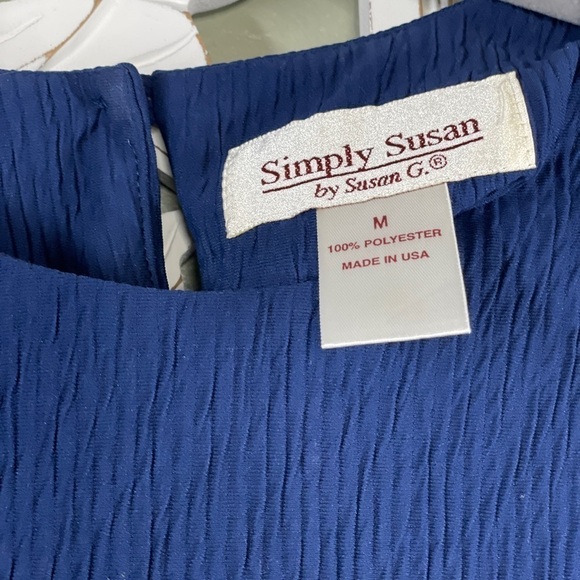 Simply Susan
by Susan G.®
M
100% POLYESTER
MADE IN USA